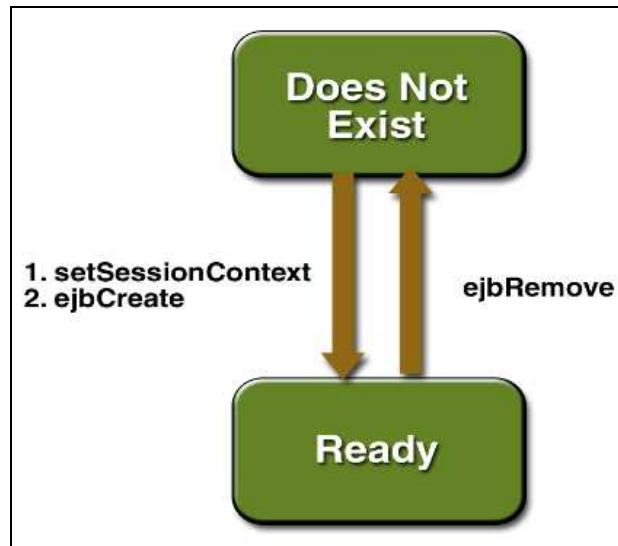 Does Not
Exist
1. setSessionContext
2. ejbCreate
ejbRemove
Ready